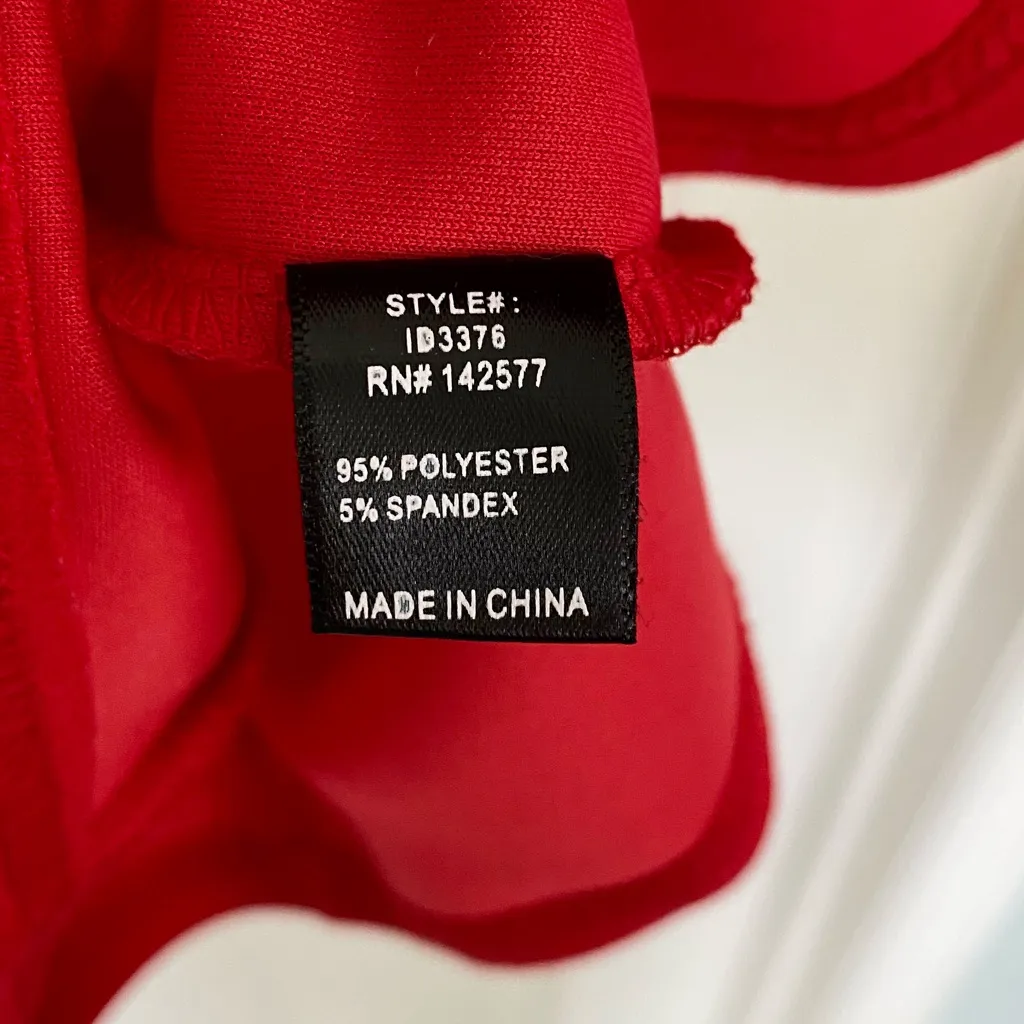 STYLE#:
ID3376
RN# 142577
95% POLYESTER
5% SPANDEX
MADE IN CHINA